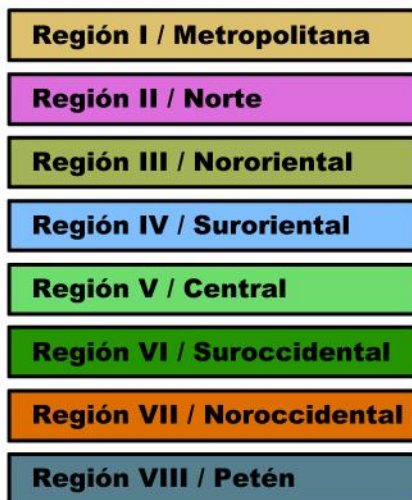 Región I / Metropolitana
Región II / Norte
Región III / Nororiental
Región IV / Suroriental
Región V / Central
Región VI / Suroccidental
Región VII / Noroccidental
Región VIII / Petén